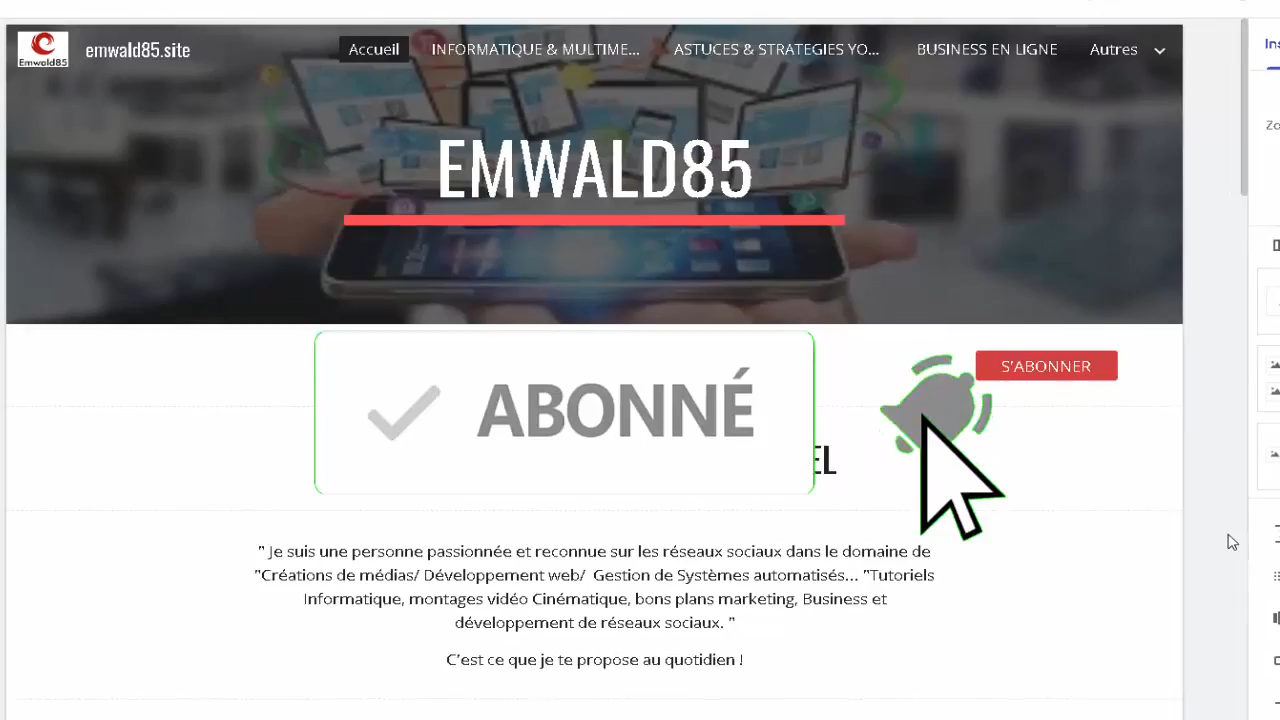 Emwald85
emwald85.site
Accueil
INFORMATIQUE & MULTIME...
ASTUCES & STRATEGIES YO...
BUSINESS EN LIGNE
Autres
EMWALD85
S'ABONNER
ABONNÉ
EL
" Je suis une personne passionnée et reconnue sur les réseaux sociaux dans le domaine de
"Créations de médias/ Développement web/ Gestion de Systèmes automatisés... "Tutoriels
Informatique, montages vidéo Cinématique, bons plans marketing, Business et
développement de réseaux sociaux. "
C'est ce que je te propose au quotidien !